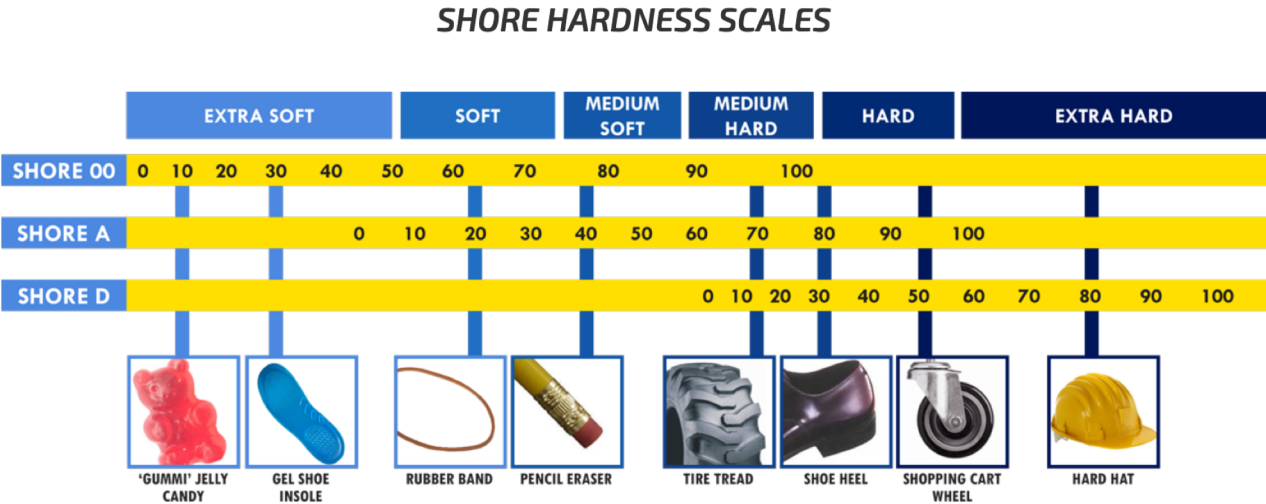 SHORE HARDNESS SCALES
EXTRA SOFT
SOFT
MEDIUM
SOFT
MEDIUM
HARD
HARD
EXTRA HARD
SHORE 00 0 10 20 30 40 50 60 70 80 90 100
SHORE A 0 10 20 30 40 50 60 70 80 90 100
SHORE D 0 10 20 30 40 50 60 70 80 90 100
'GUMMI' JELLY
CANDY
GEL SHOE
INSOLE
RUBBER BAND
PENCIL ERASER
TIRE TREAD
SHOE HEEL
SHOPPING CART
WHEEL
HARD HAT